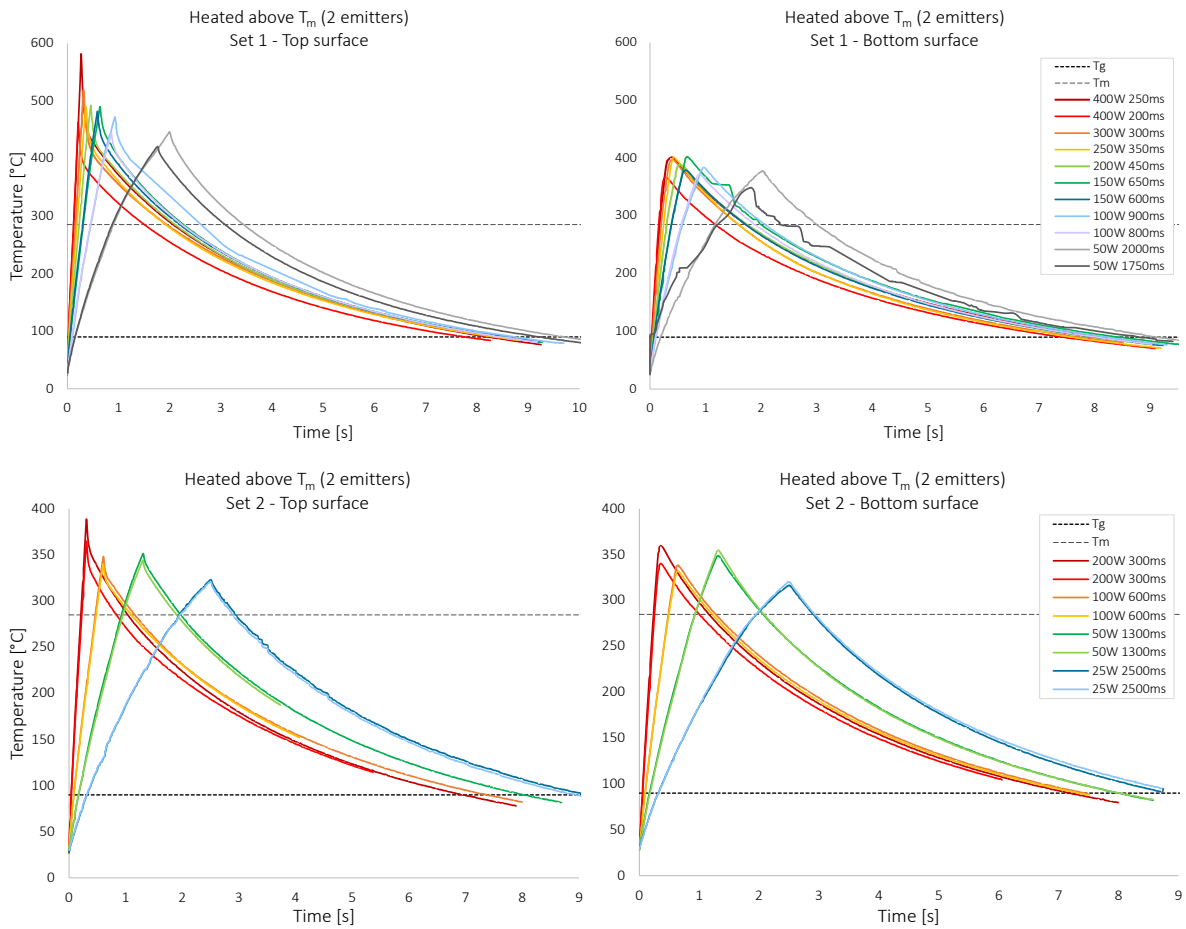 Heated above Tm (2 emitters)
Set 1 - Top surface
600
500
400
300
200
100
0
Temperature [°C]
0 1 2 3 4 5 6 7 8 9 10
Time [s]
Heated above Tm (2 emitters)
Set 1 - Bottom surface
600
500
400
300
200
100
0
0 1 2 3 4 5 6 7 8 9
Time [s]
Tg
Tm
400W 250ms
400W 200ms
300W 300ms
250W 350ms
200W 450ms
150W 650ms
150W 600ms
100W 900ms
100W 800ms
50W 2000ms
50W 1750ms
Heated above Tm (2 emitters)
Set 2 - Top surface
400
350
300
250
200
150
100
50
0
Temperature [°C]
0 1 2 3 4 5 6 7 8 9
Time [s]
Heated above Tm (2 emitters)
Set 2 - Bottom surface
400
350
300
250
200
150
100
50
0
0 1 2 3 4 5 6 7 8 9
Time [s]
Tg
Tm
200W 300ms
200W 300ms
100W 600ms
100W 600ms
50W 1300ms
50W 1300ms
25W 2500ms
25W 2500ms